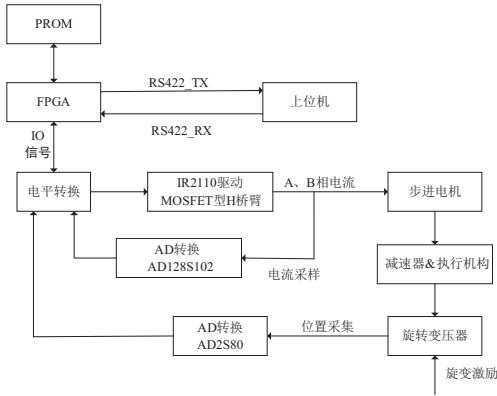 PROM
RS422_TX
FPGA
上位机
RS422_RX
IO
信号
电平转换
IR2110驱动
MOSFET型H桥臂
A、B相电流
步进电机
AD转换
AD128S102
电流采样
减速器&执行机构
AD转换
AD2S80
位置采集
旋转变压器
旋变激励